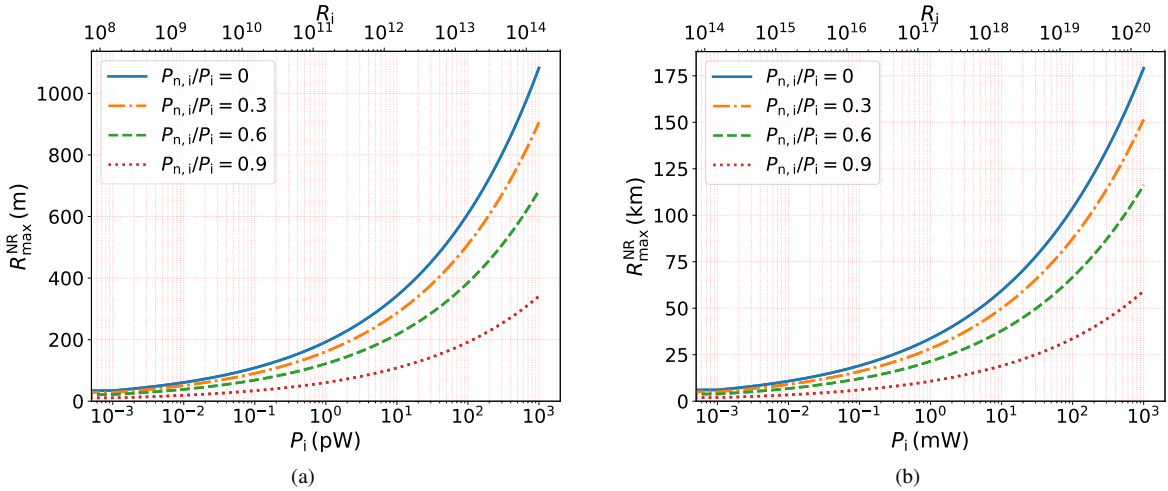 R_i
10^8 10^9 10^10 10^11 10^12 10^13 10^14
P_n, i/P_i = 0
P_n, i/P_i = 0.3
P_n, i/P_i = 0.6
P_n, i/P_i = 0.9
1000
800
600
400
200
0
R_max^NR (m)
10^−3 10^−2 10^−1 10^0 10^1 10^2 10^3
P_i (pW)
(a)
R_i
10^14 10^15 10^16 10^17 10^18 10^19 10^20
P_n, i/P_i = 0
P_n, i/P_i = 0.3
P_n, i/P_i = 0.6
P_n, i/P_i = 0.9
175
150
125
100
75
50
25
0
R_max^NR (km)
10^−3 10^−2 10^−1 10^0 10^1 10^2 10^3
P_i (mW)
(b)